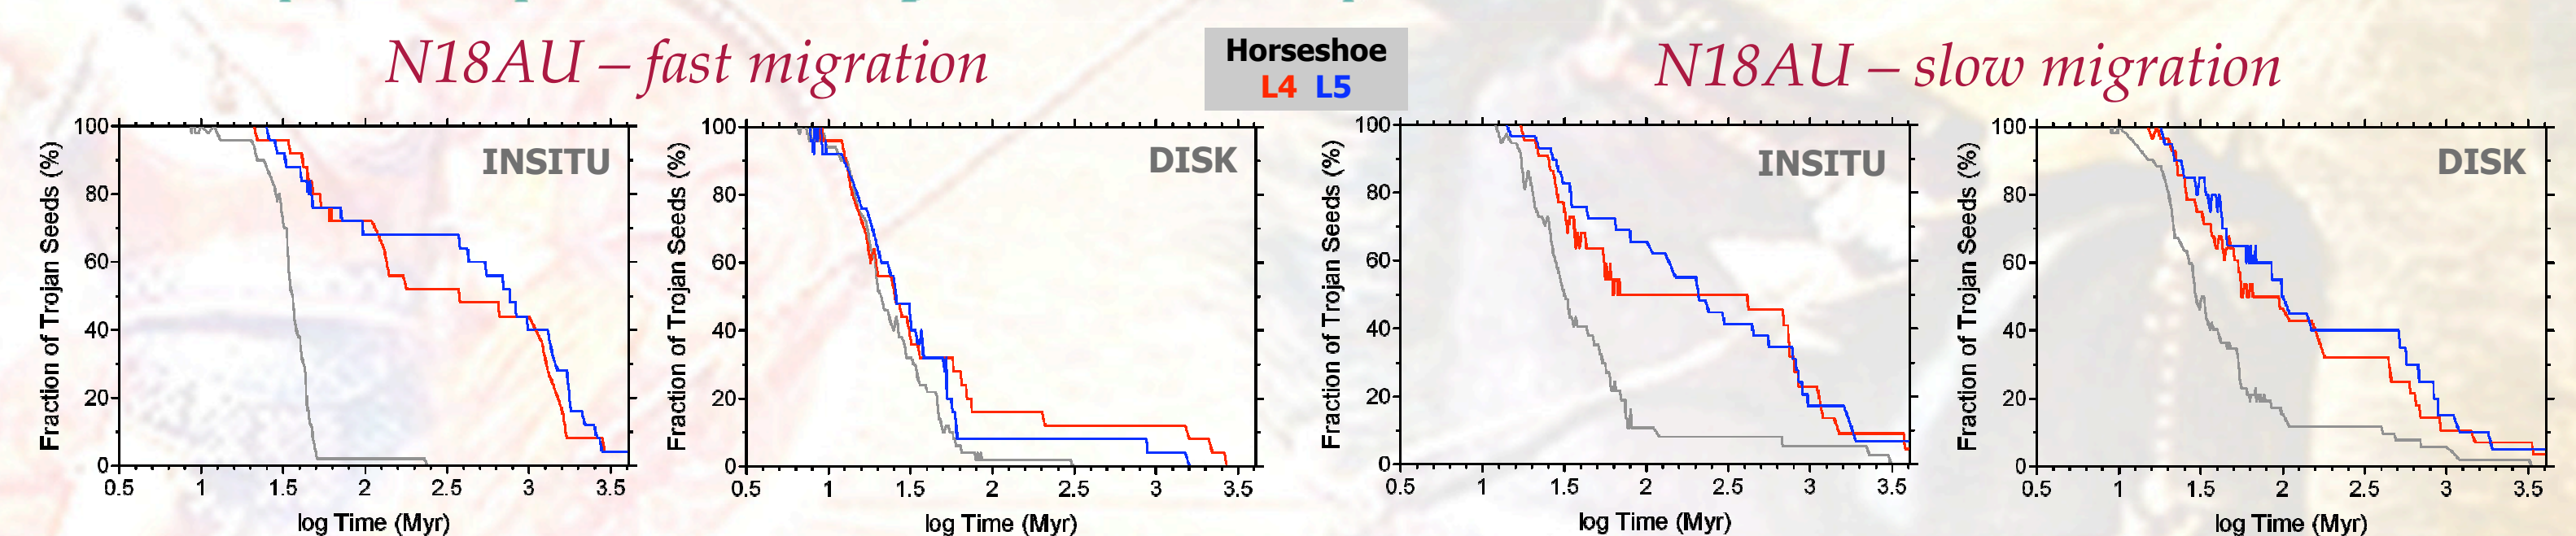 N18AU – fast migration
Horseshoe
L4 L5
N18AU – slow migration
INSITU
Fraction of Trojan Seeds (%)
100
80
60
40
20
0
0.5 1 1.5 2 2.5 3 3.5
log Time (Myr)
DISK
Fraction of Trojan Seeds (%)
100
80
60
40
20
0
0.5 1 1.5 2 2.5 3 3.5
log Time (Myr)
INSITU
Fraction of Trojan Seeds (%)
100
80
60
40
20
0
0.5 1 1.5 2 2.5 3 3.5
log Time (Myr)
DISK
Fraction of Trojan Seeds (%)
100
80
60
40
20
0
0.5 1 1.5 2 2.5 3 3.5
log Time (Myr)